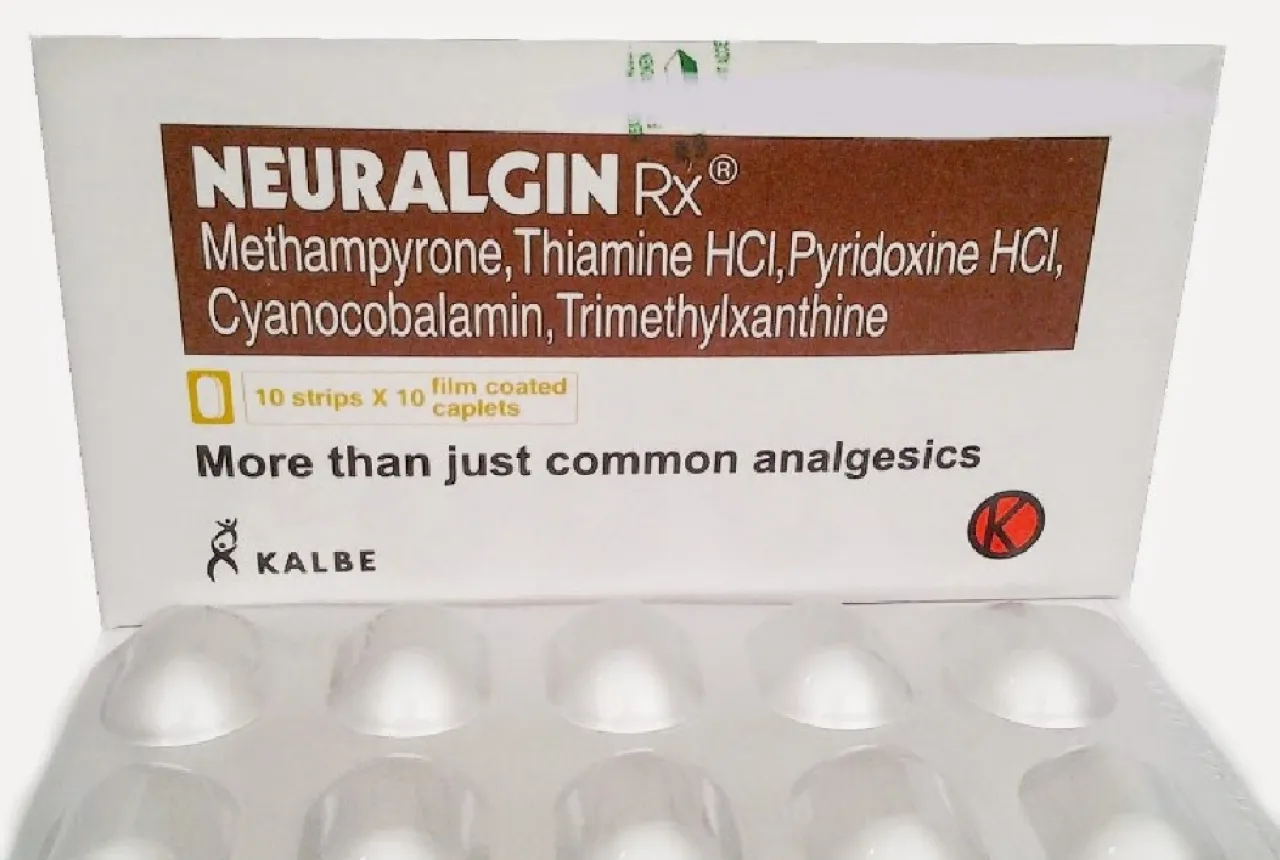 NEURALGIN Rx®
Methampyrone, Thiamine HCl, Pyridoxine HCl,
Cyanocobalamin, Trimethylxanthine
10 strips X 10 film coated
caplets
More than just common analgesics
K
KALBE